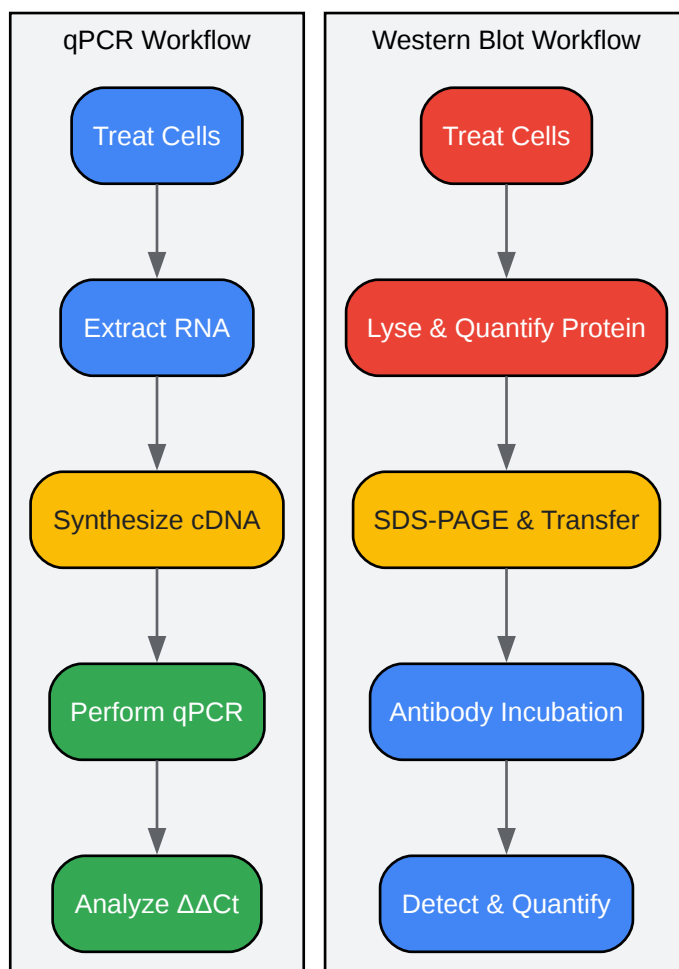 qPCR Workflow
Treat Cells
Extract RNA
Synthesize cDNA
Perform qPCR
Analyze ΔΔCt
Western Blot Workflow
Treat Cells
Lyse & Quantify Protein
SDS-PAGE & Transfer
Antibody Incubation
Detect & Quantify